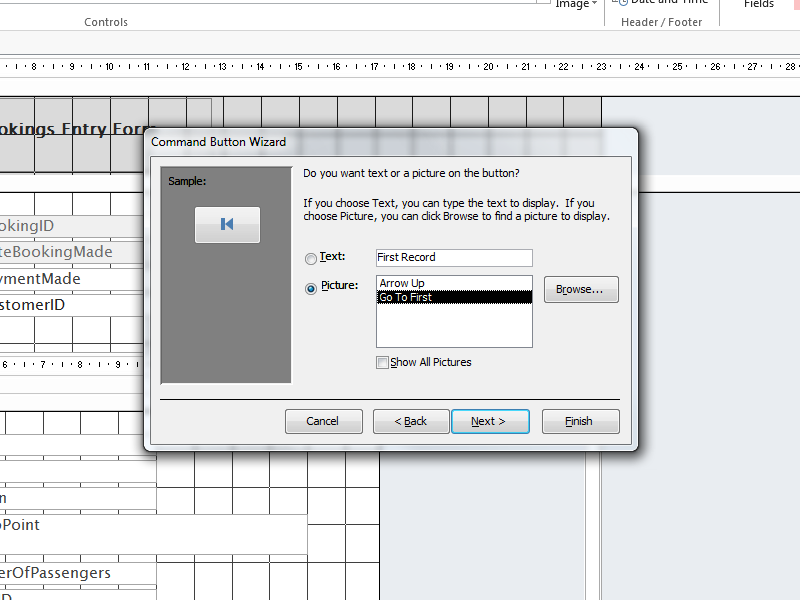 Image
Date and Time
Fields
Controls
Header / Footer
8 9 10 11 12 13 14 15 16 17 18 19 20 21 22 23 24 25 26 27 28
okings Entry Form
Command Button Wizard
Sample:
Do you want text or a picture on the button?
If you choose Text, you can type the text to display. If you
choose Picture, you can click Browse to find a picture to display.
okingID
teBookingMade
ymentMade
stomerID
Text:
First Record
Picture:
Arrow Up
Go To First
Browse...
Show All Pictures
6 7 8 9
Cancel
< Back
Next >
Finish
n
pPoint
erOfPassengers
ID